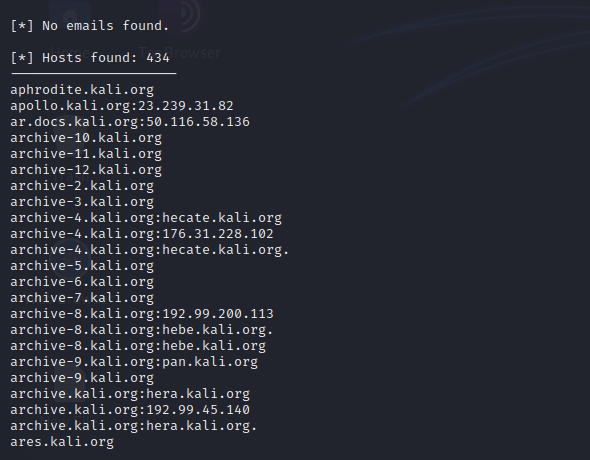 [*] No emails found.
[*] Hosts found: 434
---------------------
aphrodite.kali.org
apollo.kali.org:23.239.31.82
ar.docs.kali.org:50.116.58.136
archive-10.kali.org
archive-11.kali.org
archive-12.kali.org
archive-2.kali.org
archive-3.kali.org
archive-4.kali.org:hecate.kali.org
archive-4.kali.org:176.31.228.102
archive-4.kali.org:hecate.kali.org.
archive-5.kali.org
archive-6.kali.org
archive-7.kali.org
archive-8.kali.org:192.99.200.113
archive-8.kali.org:hebe.kali.org.
archive-8.kali.org:hebe.kali.org
archive-9.kali.org:pan.kali.org
archive-9.kali.org
archive.kali.org:hera.kali.org
archive.kali.org:192.99.45.140
archive.kali.org:hera.kali.org.
ares.kali.org